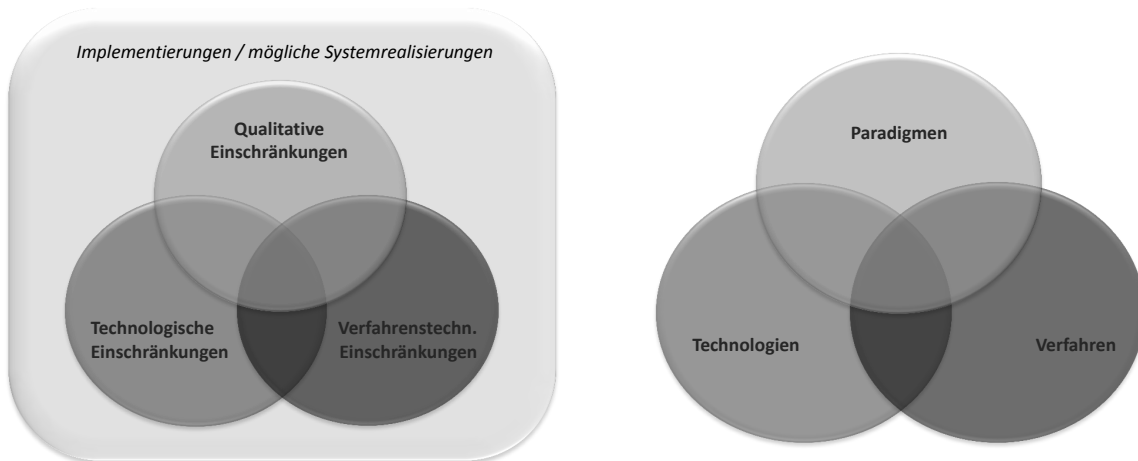 Implementierungen / mögliche Systemrealisierungen
Qualitative
Einschränkungen
Technologische
Einschränkungen
Verfahrenstechn.
Einschränkungen
Paradigmen
Technologien
Verfahren